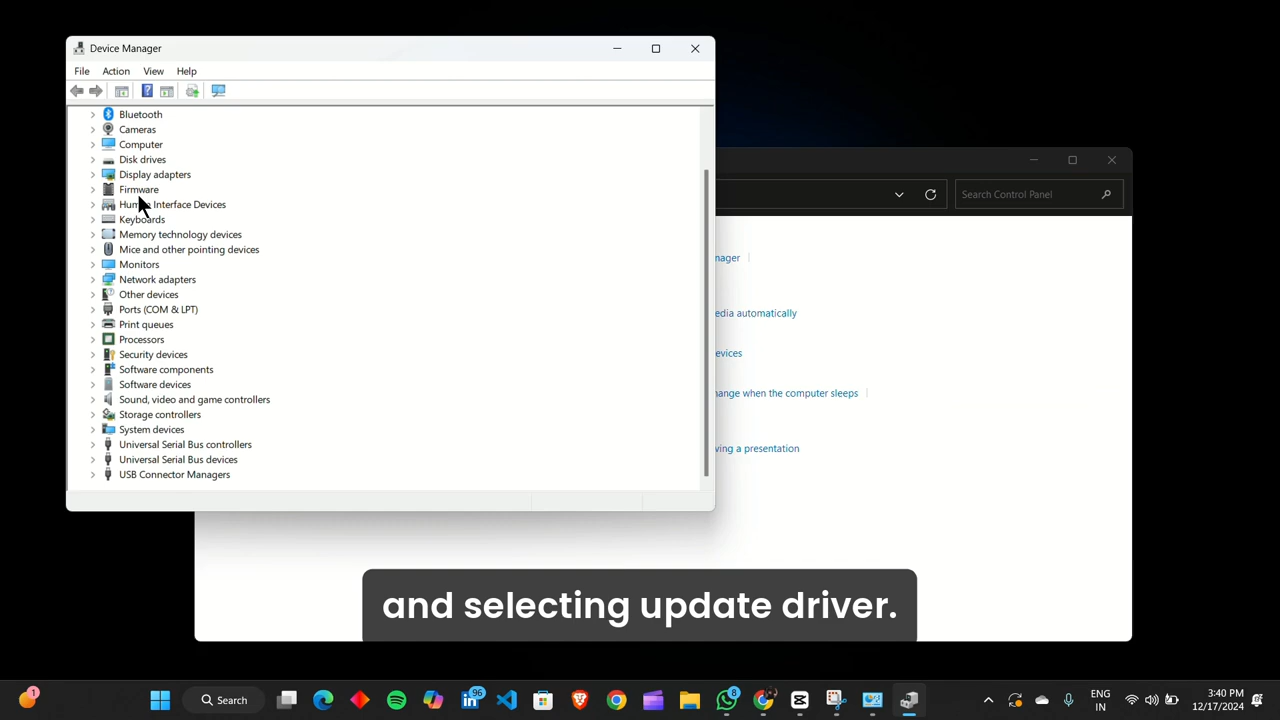 Device Manager
File Action View Help
Bluetooth
Cameras
Computer
Disk drives
Display adapters
Firmware
Interface Devices
Keyboards
Memory technology devices
Mice and other pointing devices
Monitors
Network adapters
Other devices
Ports (COM & LPT)
Print queues
Processors
Security devices
Software components
Software devices
Sound, video and game controllers
Storage controllers
System devices
Universal Serial Bus controllers
Universal Serial Bus devices
USB Connector Managers
Search Control Panel
nager
edia automatically
evices
ange when the computer sleeps
ving a presentation
and selecting update driver.
1
Search
96
8
ENG
IN
3:40 PM
12/17/2024